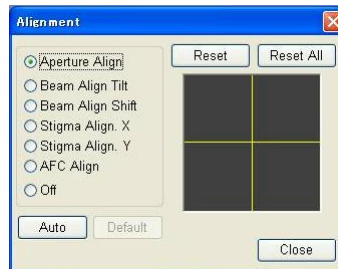 Alignment
Reset
Reset All
Aperture Align
Beam Align Tilt
Beam Align Shift
Stigma Align. X
Stigma Align. Y
AFC Align
Off
Auto
Default
Close